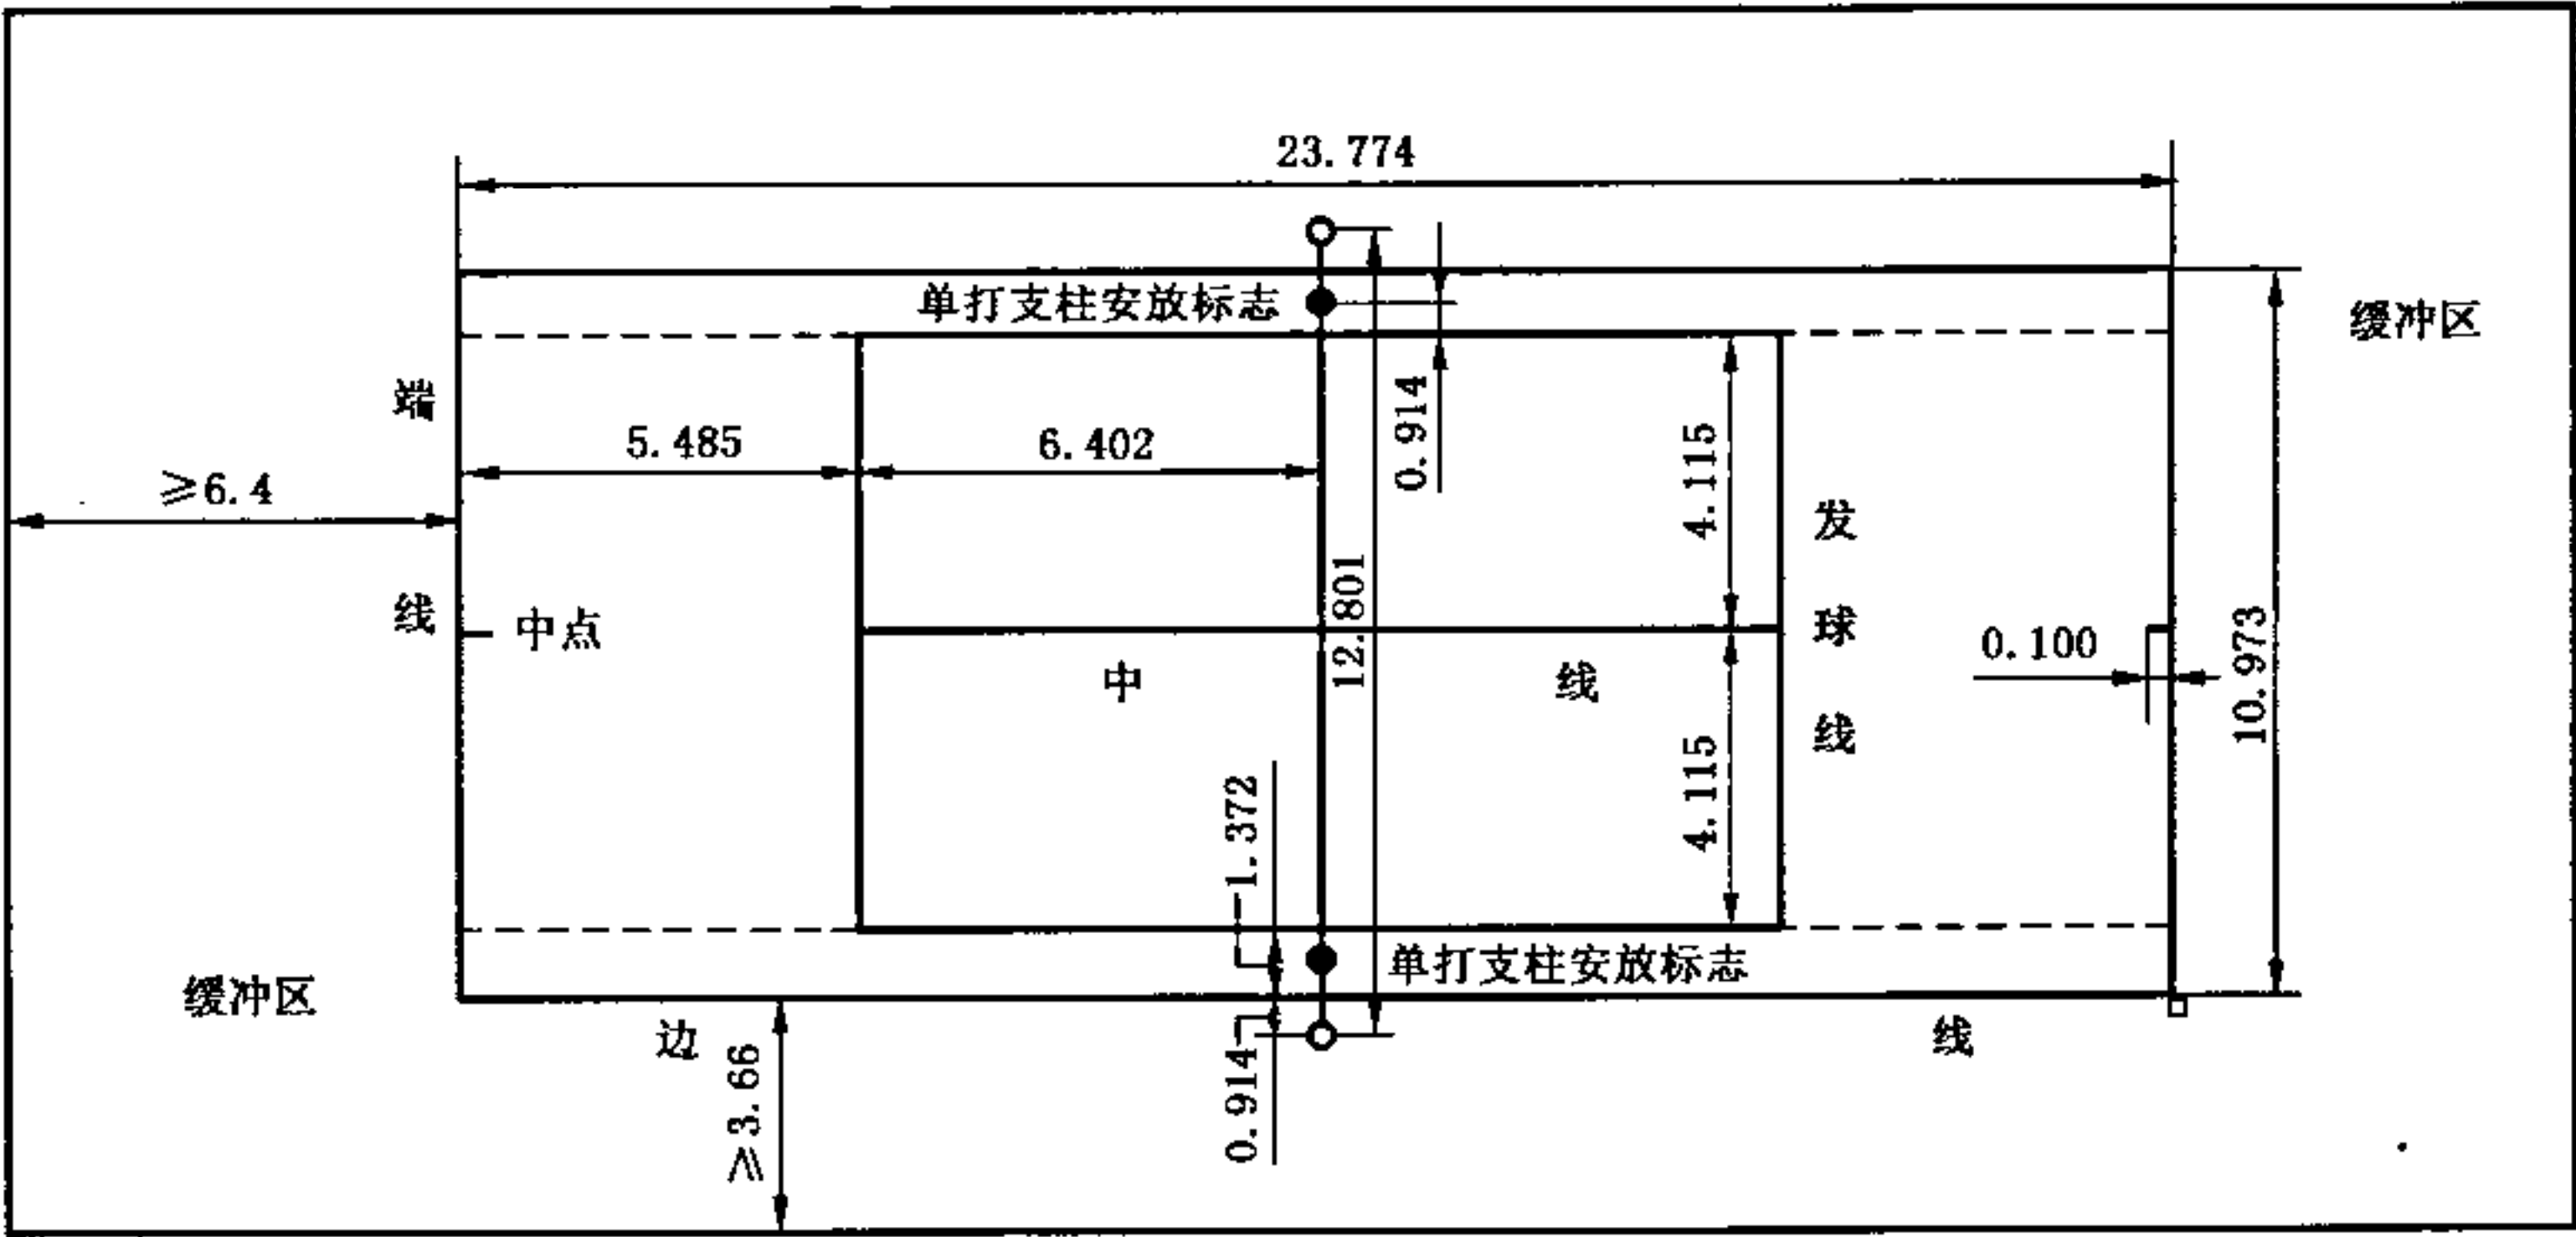 23.774
单打支柱安放标志
缓冲区
端线
0.914
5.485
6.402
4.115
≥6.4
发球线
12.801
中点
0.100
10.973
中线
1.372
4.115
单打支柱安放标志
缓冲区
边线
0.914
≥3.66